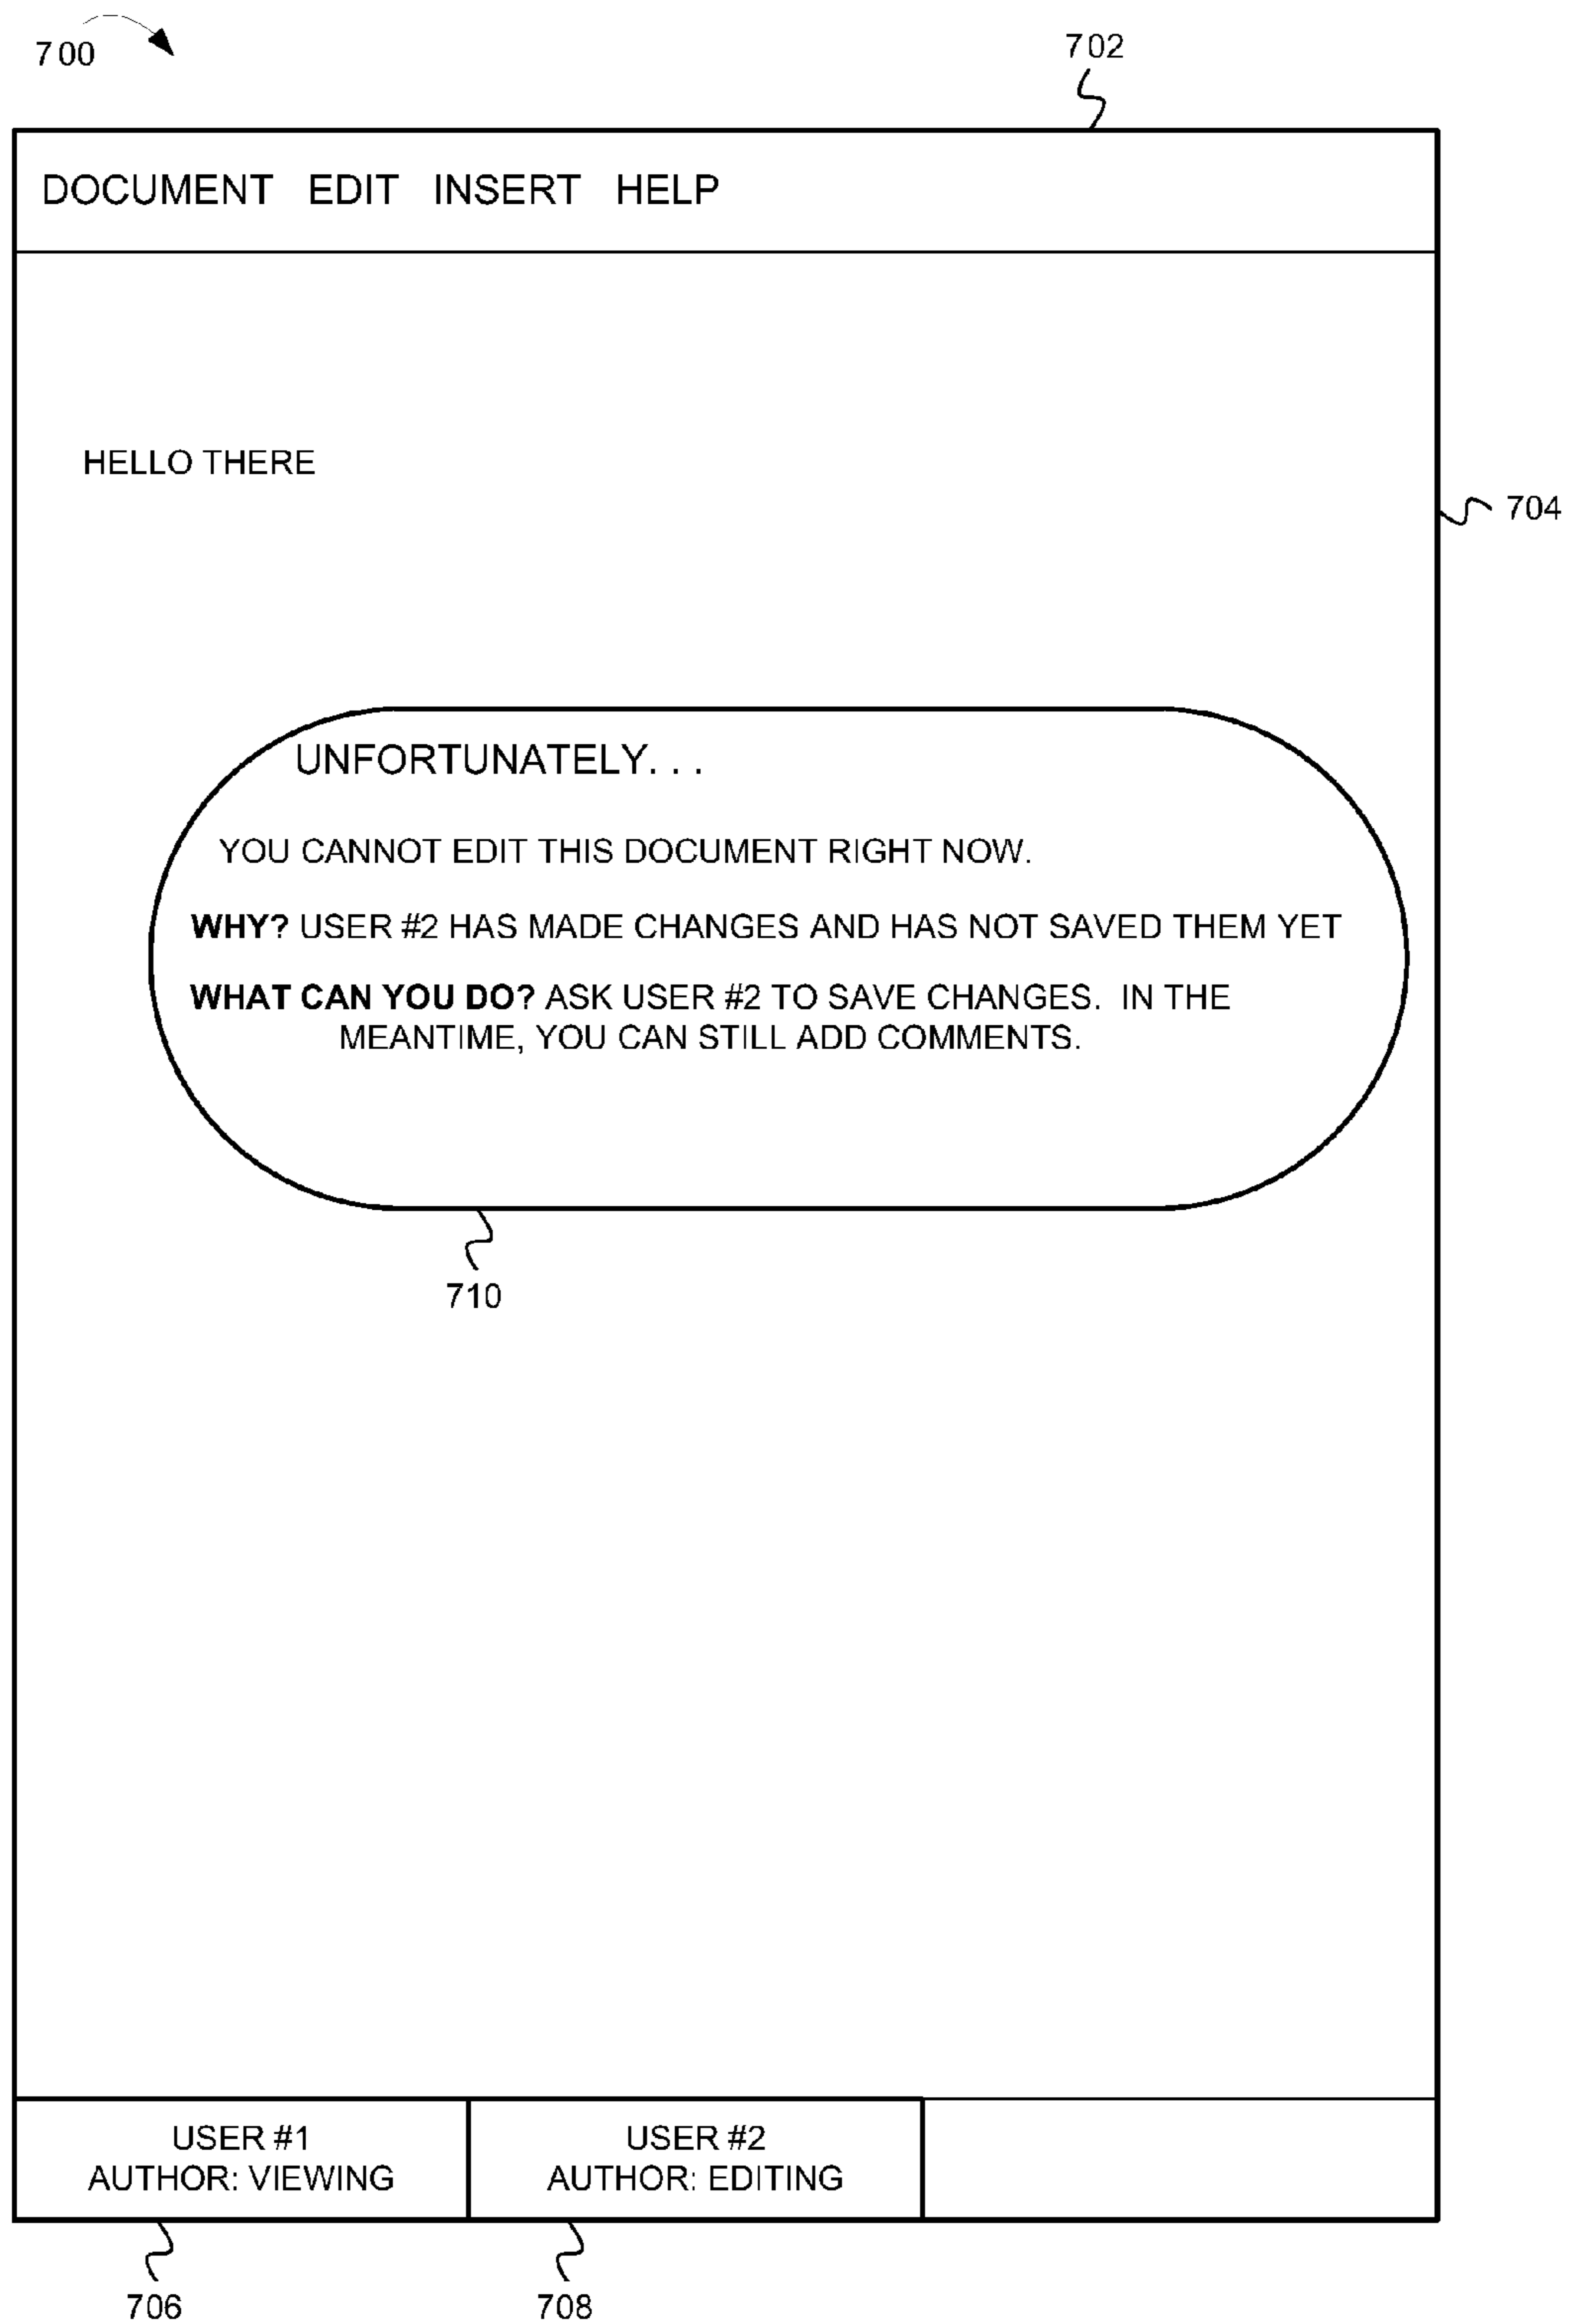 700
702
DOCUMENT EDIT INSERT HELP
HELLO THERE
704
UNFORTUNATELY. . .
YOU CANNOT EDIT THIS DOCUMENT RIGHT NOW.
WHY? USER #2 HAS MADE CHANGES AND HAS NOT SAVED THEM YET
WHAT CAN YOU DO? ASK USER #2 TO SAVE CHANGES. IN THE
MEANTIME, YOU CAN STILL ADD COMMENTS.
710
USER #1
AUTHOR: VIEWING
USER #2
AUTHOR: EDITING
706
708